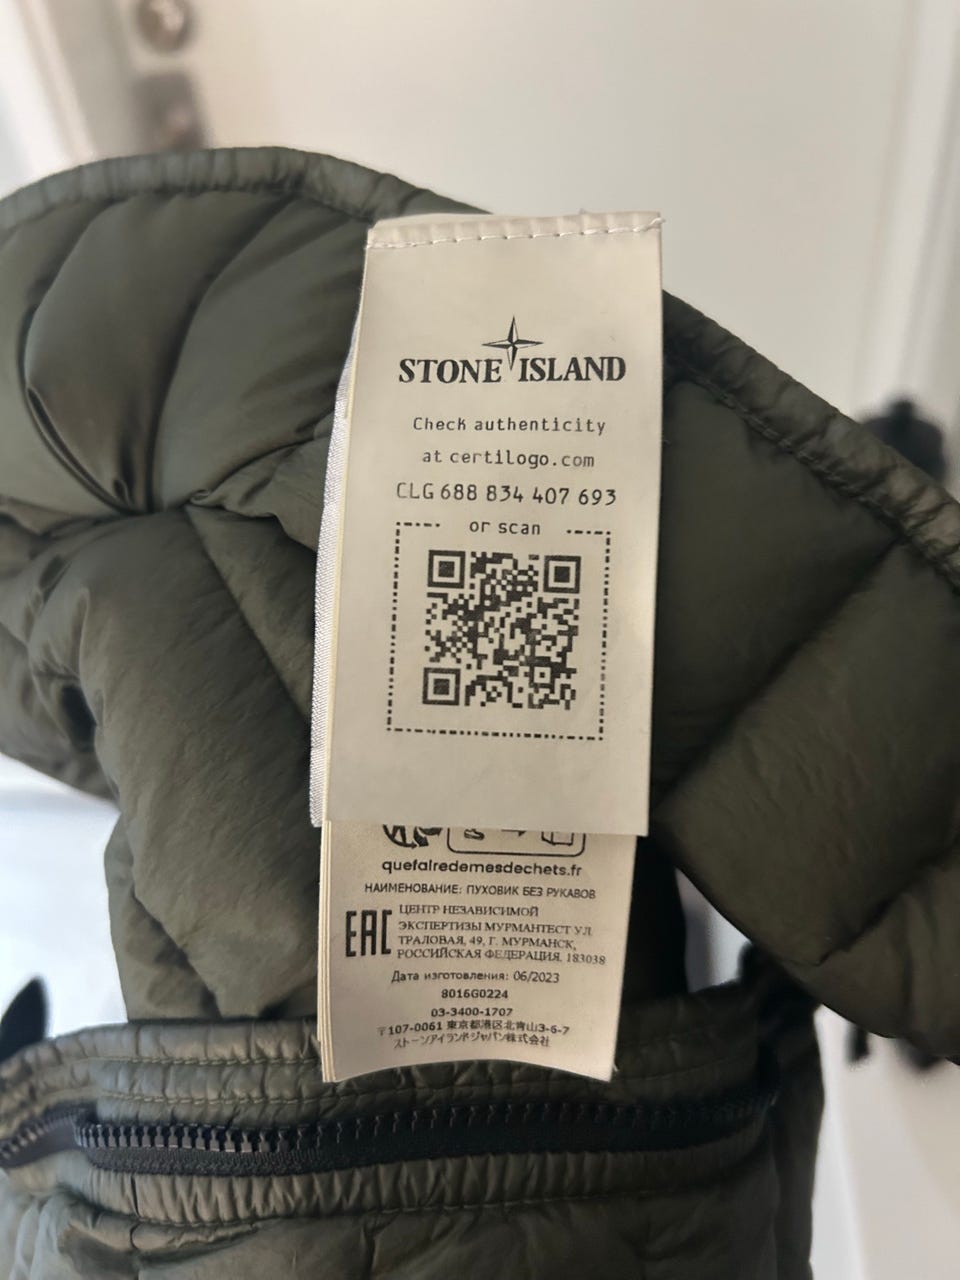 STONE ISLAND
Check authenticity
at certilogo.com
CLG 688 834 407 693
or scan
quefairedemesdechets.fr
НАИМЕНОВАНИЕ: ПУХОВИК БЕЗ РУКАВОВ
EAC
ЦЕНТР НЕЗАВИСИМОЙ
ЭКСПЕРТИЗЫ МУРМАНТЕСТ УЛ
ТРАЛОВАЯ, 49, Г. МУРМАНСК,
РОССИЙСКАЯ ФЕДЕРАЦИЯ, 183038
Дата изготовления: 06/2023
8016G0224
03-3400-1707
〒107-0061 東京都港区北青山3-6-7
ストーンアイランドジャパン株式会社